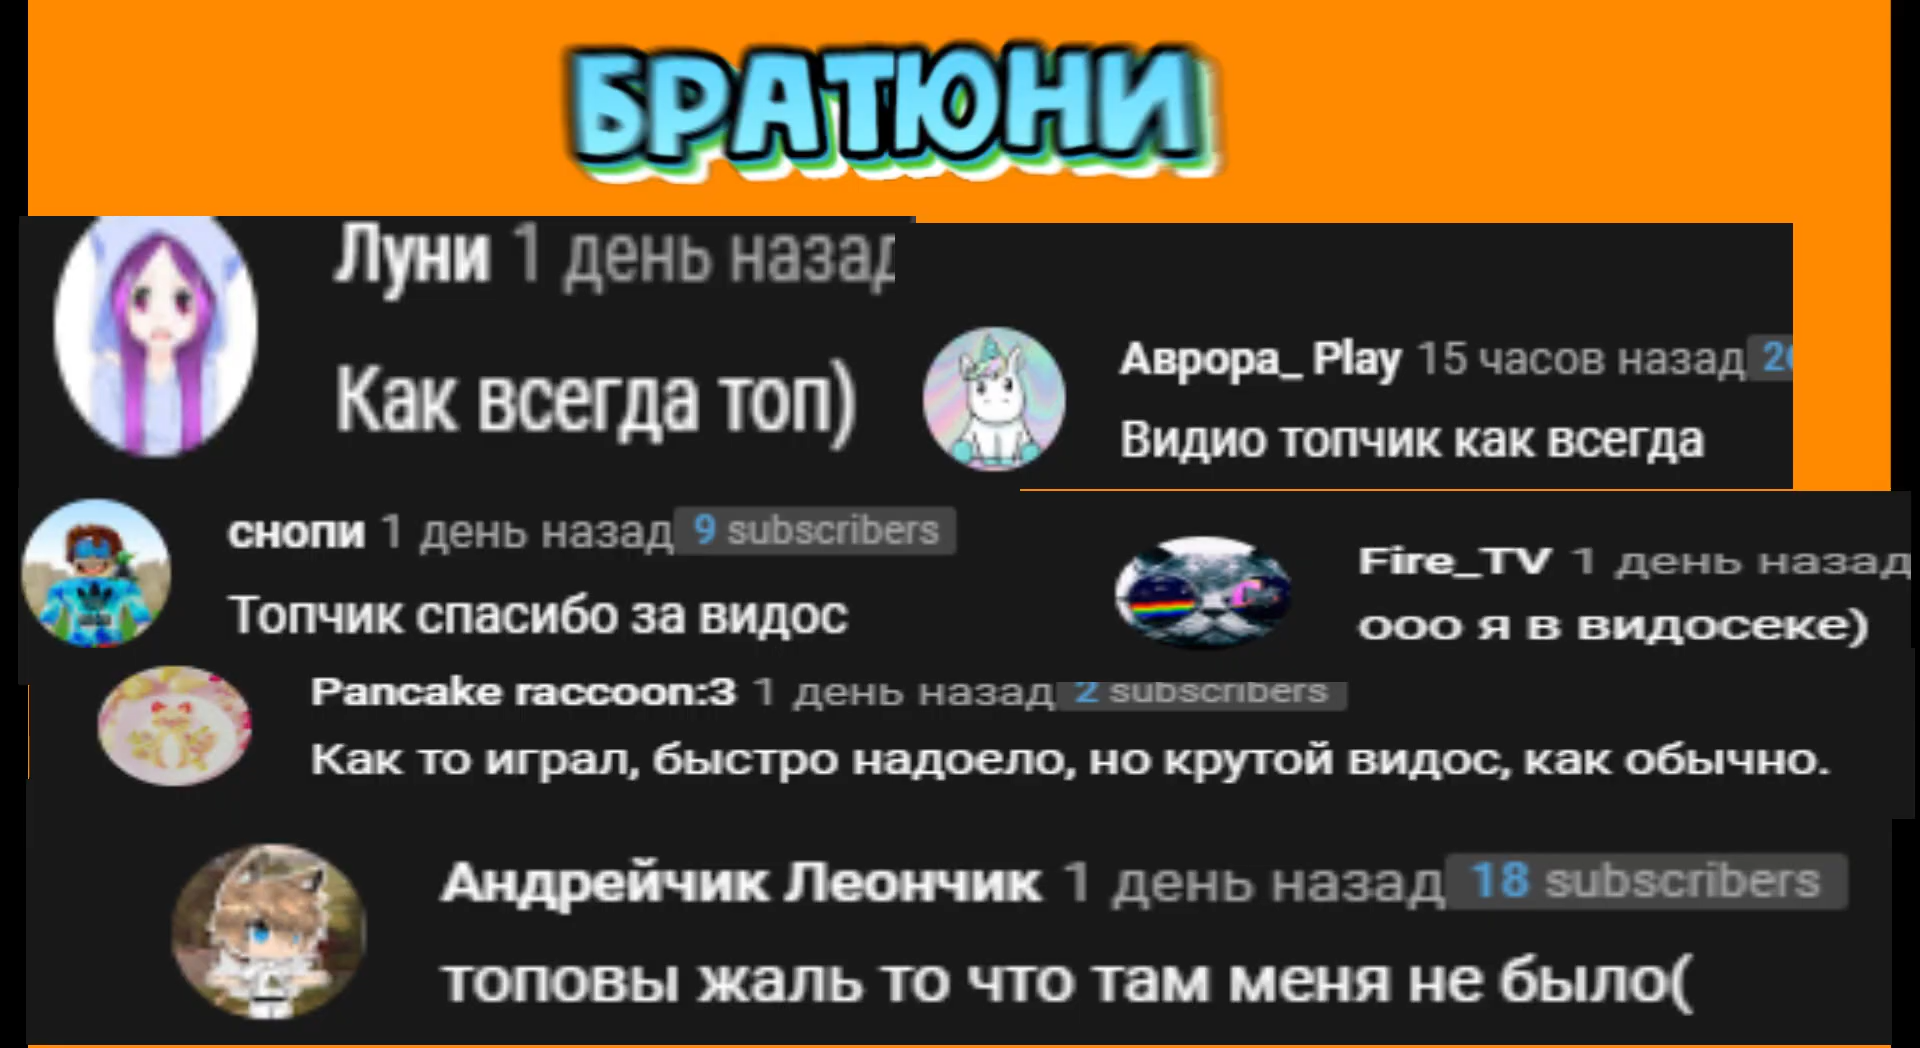 БРАТЮНИ
Луни 1 день назад
Как всегда топ)
Аврора_ Play 15 часов назад
Видио топчик как всегда
снопи 1 день назад 9 subscribers
Топчик спасибо за видос
Fire_TV 1 день назад
ооо я в видосеке)
Pancake raccoon:3 1 день назад 2 subscribers
Как то играл, быстро надоело, но крутой видос, как обычно.
Андрейчик Леончик 1 день назад 18 subscribers
топовы жаль то что там меня не было(